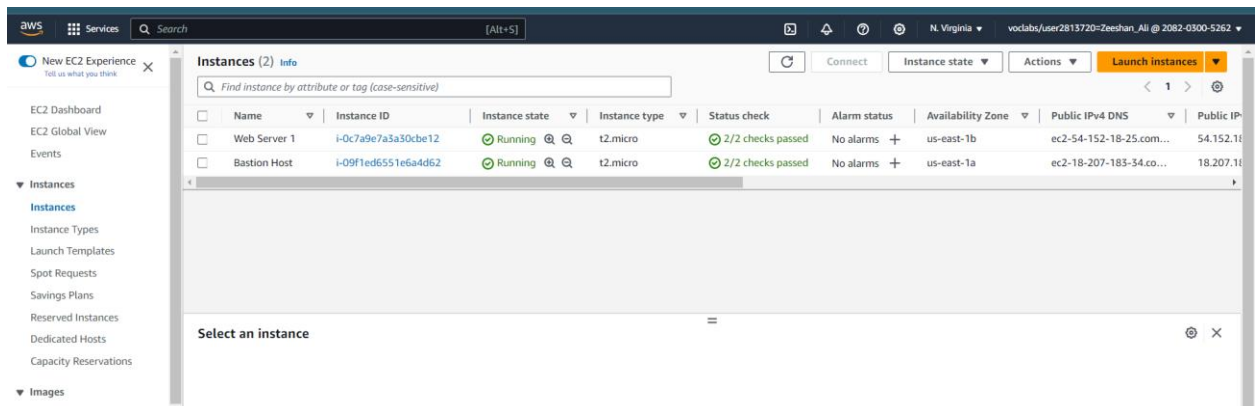 aws Services Search [Alt+S] N. Virginia voclabs/user2813720=Zeeshan_Ali @ 2082-0300-5262
New EC2 Experience
Tell us what you think
EC2 Dashboard
EC2 Global View
Events
Instances
Instances
Instance Types
Launch Templates
Spot Requests
Savings Plans
Reserved Instances
Dedicated Hosts
Capacity Reservations
Images
Instances (2) Info Connect Instance state Actions Launch instances
Find instance by attribute or tag (case-sensitive) 1
Name Instance ID Instance state Instance type Status check Alarm status Availability Zone Public IPv4 DNS Public IP
Web Server 1 i-0c7a9e7a3a30cbe12 Running t2.micro 2/2 checks passed No alarms + us-east-1b ec2-54-152-18-25.com... 54.152.18
Bastion Host i-09f1ed6551e6a4d62 Running t2.micro 2/2 checks passed No alarms + us-east-1a ec2-18-207-183-34.co... 18.207.18
Select an instance